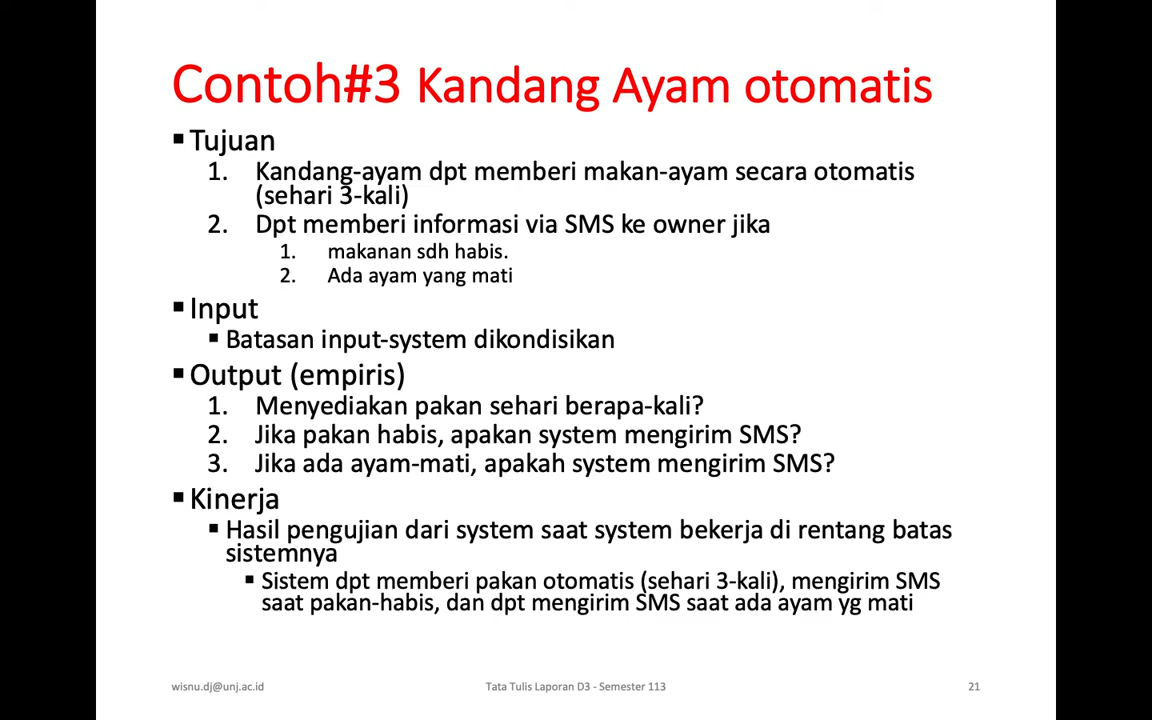 Contoh#3 Kandang Ayam otomatis
▪ Tujuan
1. Kandang-ayam dpt memberi makan-ayam secara otomatis
(sehari 3-kali)
2. Dpt memberi informasi via SMS ke owner jika
1. makanan sdh habis.
2. Ada ayam yang mati
▪ Input
▪ Batasan input-system dikondisikan
▪ Output (empiris)
1. Menyediakan pakan sehari berapa-kali?
2. Jika pakan habis, apakan system mengirim SMS?
3. Jika ada ayam-mati, apakah system mengirim SMS?
▪ Kinerja
▪ Hasil pengujian dari system saat system bekerja di rentang batas
sistemnya
▪ Sistem dpt memberi pakan otomatis (sehari 3-kali), mengirim SMS
saat pakan-habis, dan dpt mengirim SMS saat ada ayam yg mati
wisnu.dj@unj.ac.id
Tata Tulis Laporan D3 - Semester 113
21